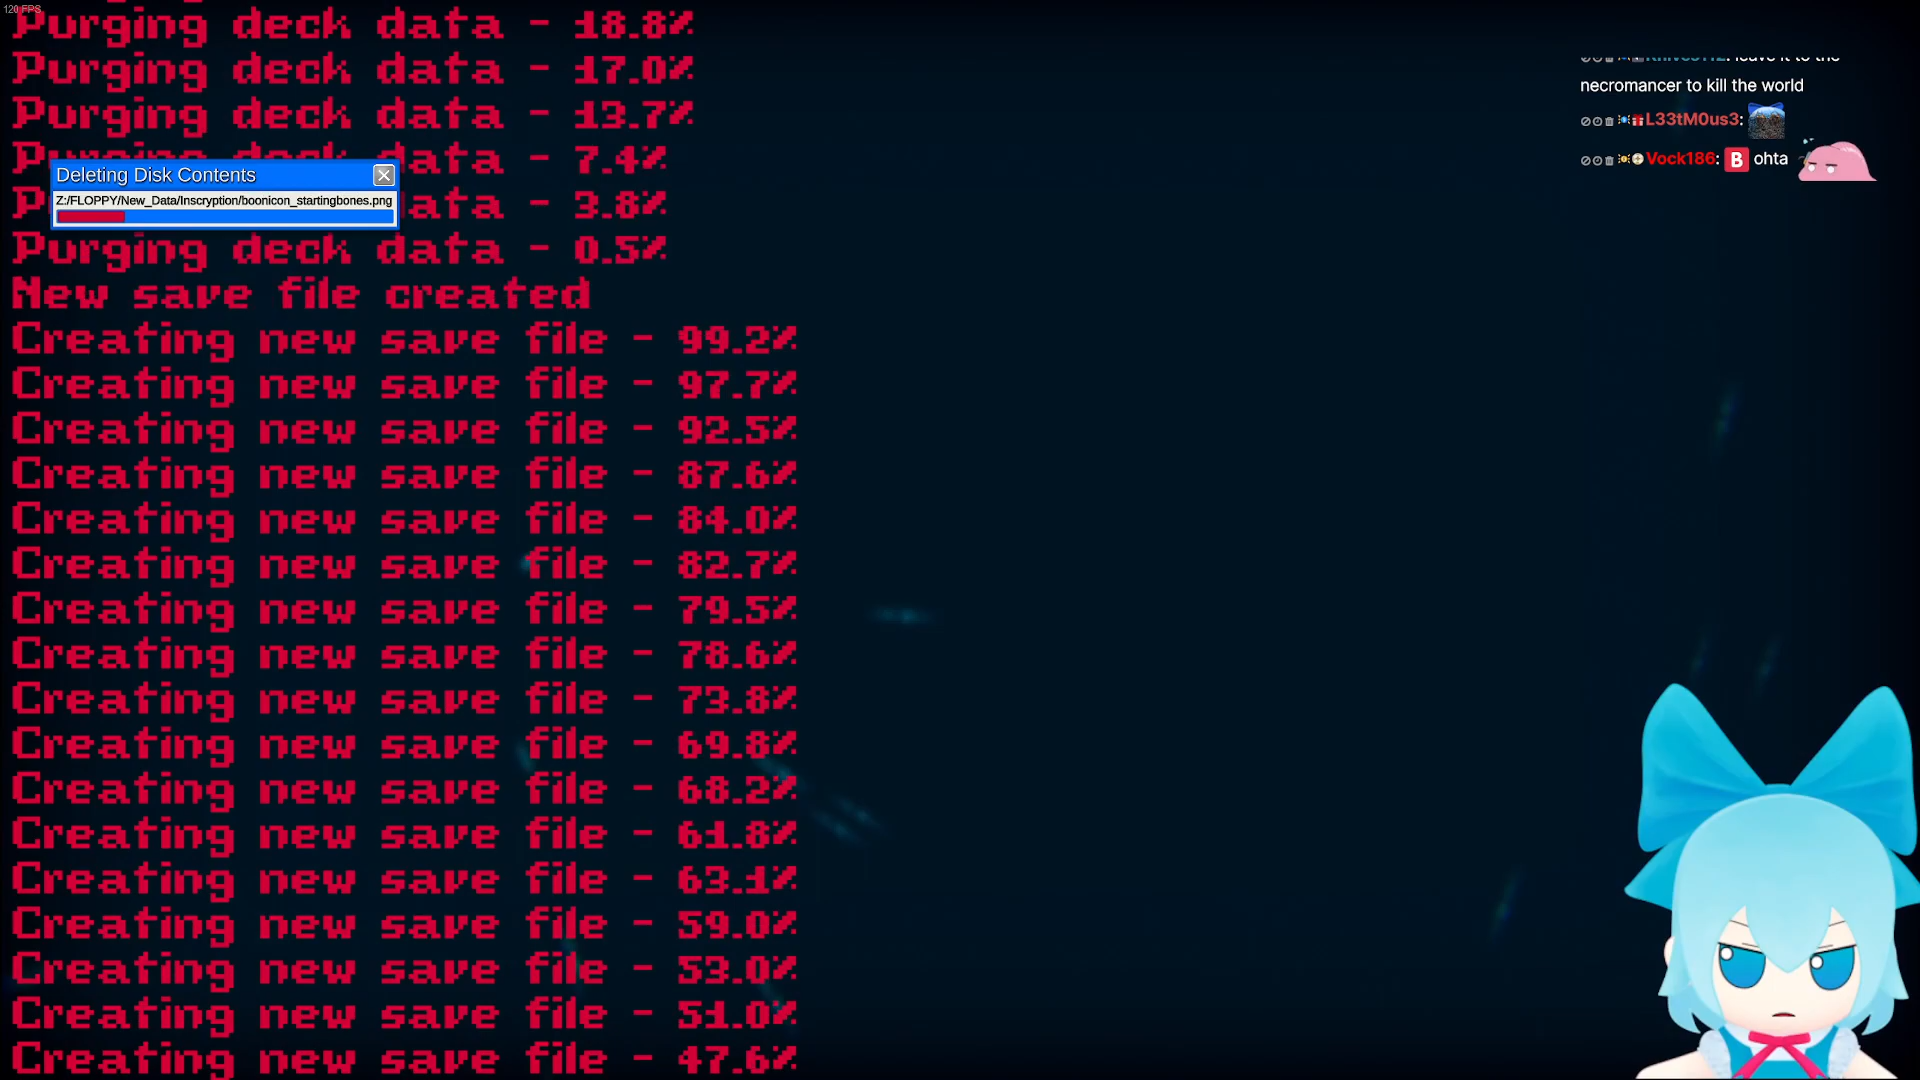 120 FPS
Purging deck data - 18.8%
Purging deck data - 17.0%
Purging deck data - 13.7%
data - 7.4%
Deleting Disk Contents
Z:/FLOPPY/New_Data/Inscryption/boonicon_startingbones.png
data - 3.8%
Purging deck data - 0.5%
New save file created
Creating new save file - 99.2%
Creating new save file - 97.7%
Creating new save file - 92.5%
Creating new save file - 87.6%
Creating new save file - 84.0%
Creating new save file - 82.7%
Creating new save file - 79.5%
Creating new save file - 78.6%
Creating new save file - 73.8%
Creating new save file - 69.8%
Creating new save file - 68.2%
Creating new save file - 61.8%
Creating new save file - 63.1%
Creating new save file - 59.0%
Creating new save file - 53.0%
Creating new save file - 51.0%
Creating new save file - 47.6%
leave it to the
necromancer to kill the world
L33tM0us3:
Vock186: B ohta